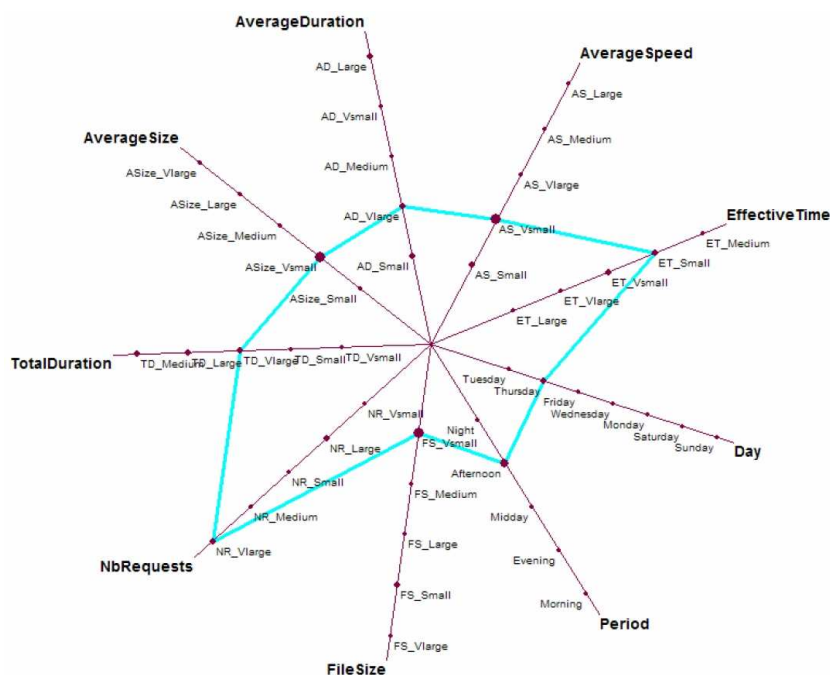 AverageDuration
AverageSpeed
AD_Large
AS_Large
AD_Vsmall
AS_Medium
AverageSize
ASize_Vlarge
AD_Medium
AS_Vlarge
ASize_Large
EffectiveTime
AD_Vlarge
AS_Vsmall
ET_Medium
ASize_Medium
ET_Small
ASize_Vsmall
AD_Small
AS_Small
ET_Vsmall
ASize_Small
ET_Vlarge
ET_Large
TotalDuration
TD_Medium
TD_Large
TD_Vlarge
TD_Small
TD_Vsmall
Tuesday
Thursday
Friday
Wednesday
Monday
Saturday
Sunday
Day
NR_Vsmall
Night
FS_Vsmall
NR_Large
Afternoon
NR_Small
FS_Medium
NR_Medium
Midday
NR_Vlarge
FS_Large
Evening
NbRequests
FS_Small
Morning
Period
FS_Vlarge
FileSize